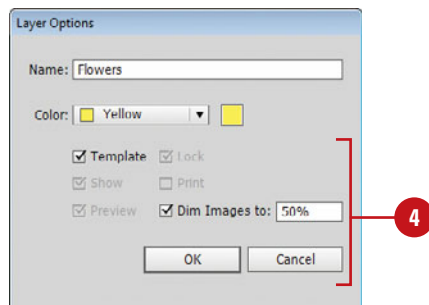 Layer Options
Name: Flowers
Color: Yellow
Template Lock
Show Print
Preview Dim Images to: 50%
4
OK Cancel